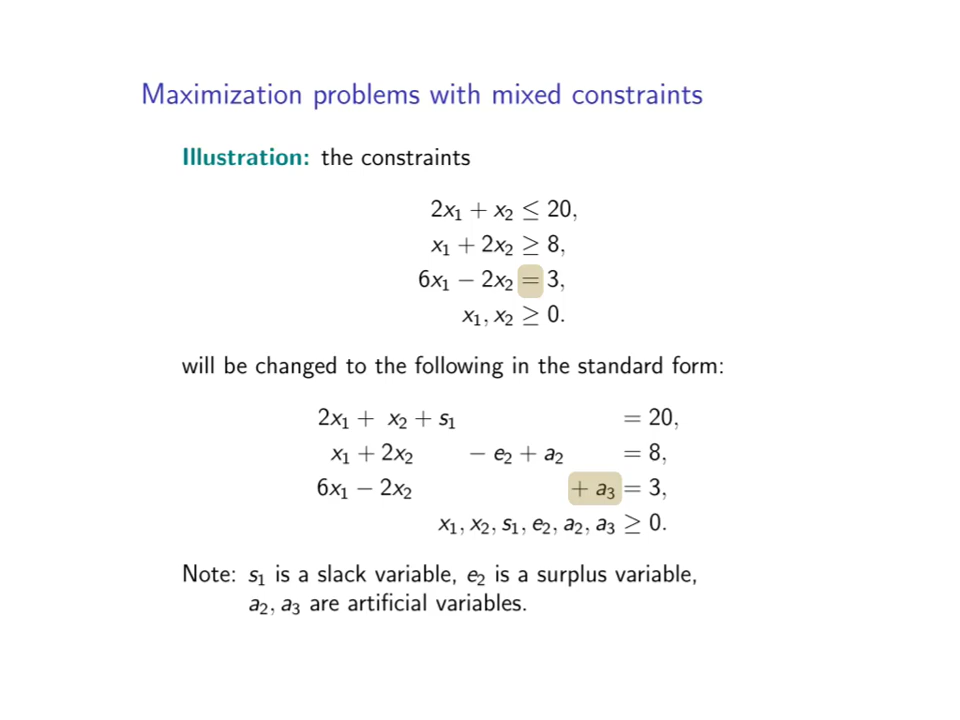 Maximization problems with mixed constraints
Illustration: the constraints
2x₁ + x₂ ≤ 20,
x₁ + 2x₂ ≥ 8,
6x₁ − 2x₂ = 3,
x₁, x₂ ≥ 0.
will be changed to the following in the standard form:
2x₁ + x₂ + s₁ = 20,
x₁ + 2x₂ − e₂ + a₂ = 8,
6x₁ − 2x₂ + a₃ = 3,
x₁, x₂, s₁, e₂, a₂, a₃ ≥ 0.
Note: s₁ is a slack variable, e₂ is a surplus variable,
a₂, a₃ are artificial variables.